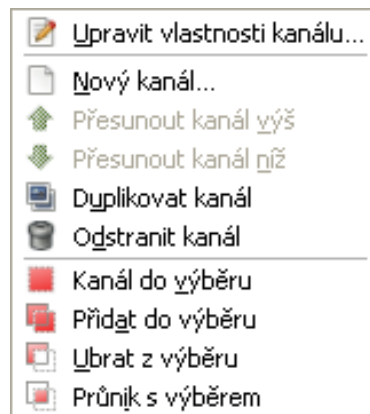 Upravit vlastnosti kanálu...
Nový kanál...
Přesunout kanál výš
Přesunout kanál níž
Duplikovat kanál
Odstranit kanál
Kanál do výběru
Přidat do výběru
Ubrat z výběru
Průnik s výběrem